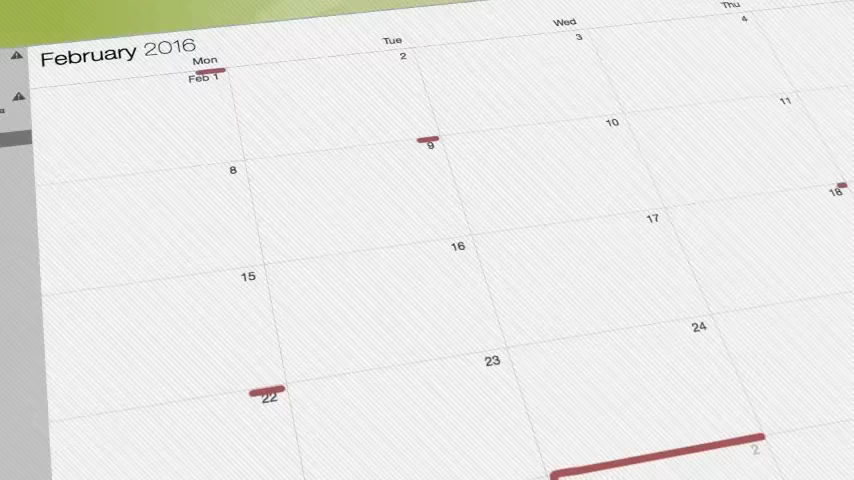 February 2016
Mon Tue Wed Thu
Feb 1 2 3 4
8 9 10 11
15 16 17 18
22 23 24
2